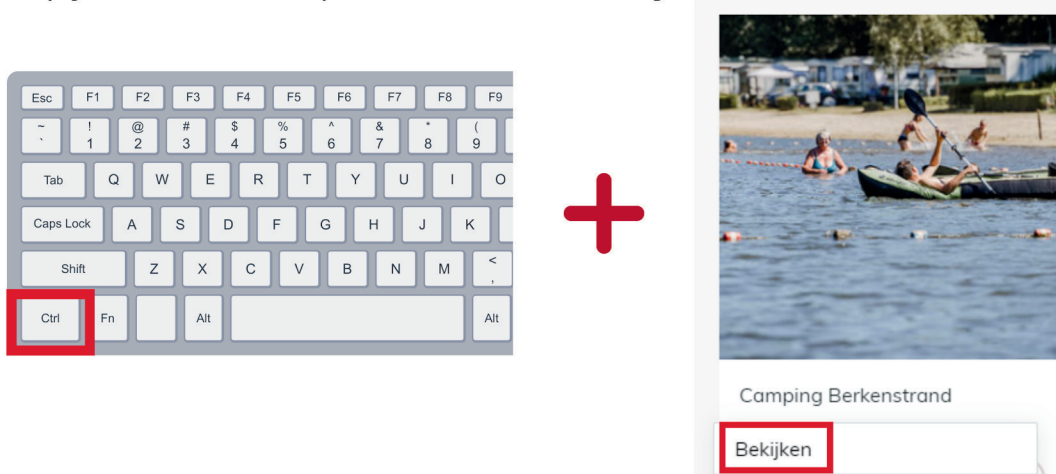 Esc F1 F2 F3 F4 F5 F6 F7 F8 F9
~ ! @ # $ % ^ & * (
` 1 2 3 4 5 6 7 8 9
Tab Q W E R T Y U I O
Caps Lock A S D F G H J K
Shift Z X C V B N M <
,
Ctrl Fn Alt Alt
Camping Berkenstrand
Bekijken